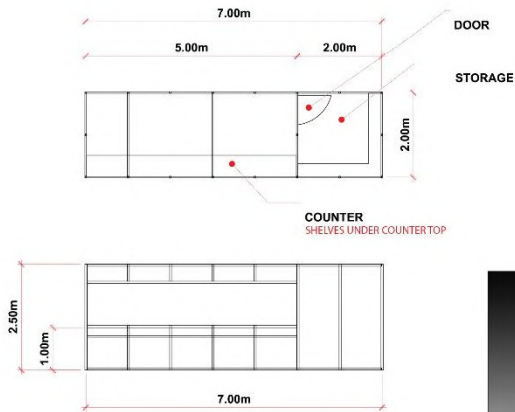 7.00m
5.00m
2.00m
DOOR
STORAGE
2.00m
COUNTER
SHELVES UNDER COUNTER TOP
2.50m
1.00m
7.00m